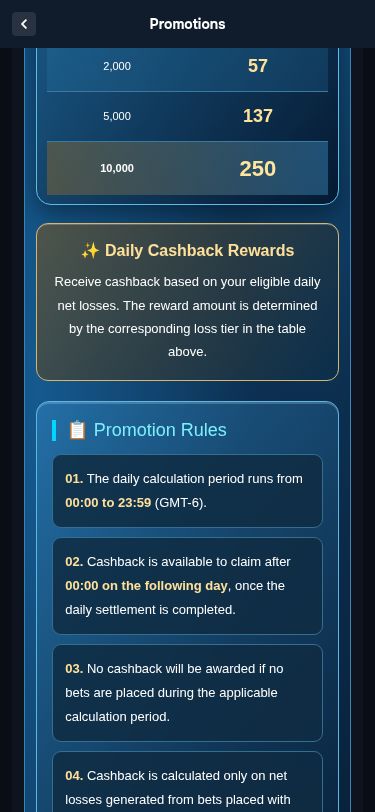 Promotions
2,000 57
5,000 137
10,000 250
✨ Daily Cashback Rewards
Receive cashback based on your eligible daily
net losses. The reward amount is determined
by the corresponding loss tier in the table
above.
📋 Promotion Rules
01. The daily calculation period runs from
00:00 to 23:59 (GMT-6).
02. Cashback is available to claim after
00:00 on the following day, once the
daily settlement is completed.
03. No cashback will be awarded if no
bets are placed during the applicable
calculation period.
04. Cashback is calculated only on net
losses generated from bets placed with